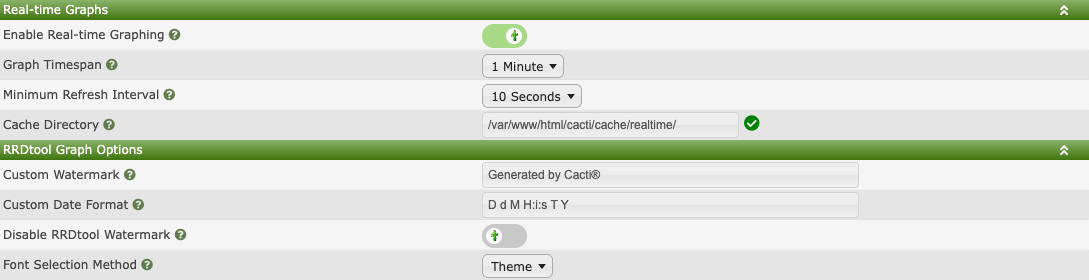 Real-time Graphs
Enable Real-time Graphing
Graph Timespan 1 Minute
Minimum Refresh Interval 10 Seconds
Cache Directory /var/www/html/cacti/cache/realtime/
RRDtool Graph Options
Custom Watermark Generated by Cacti®
Custom Date Format D d M H:i:s T Y
Disable RRDtool Watermark
Font Selection Method Theme